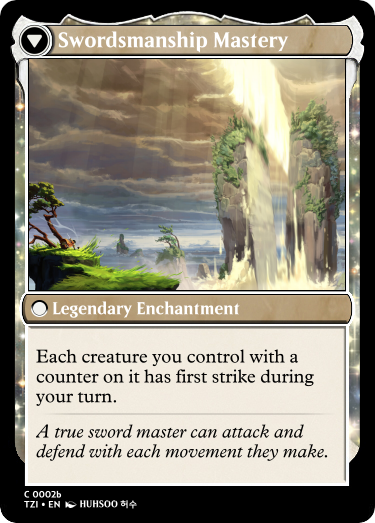 Swordsmanship Mastery
Legendary Enchantment
Each creature you control with a
counter on it has first strike during
your turn.
A true sword master can attack and
defend with each movement they make.
C 0002b
TZI • EN HUHSOO 허수